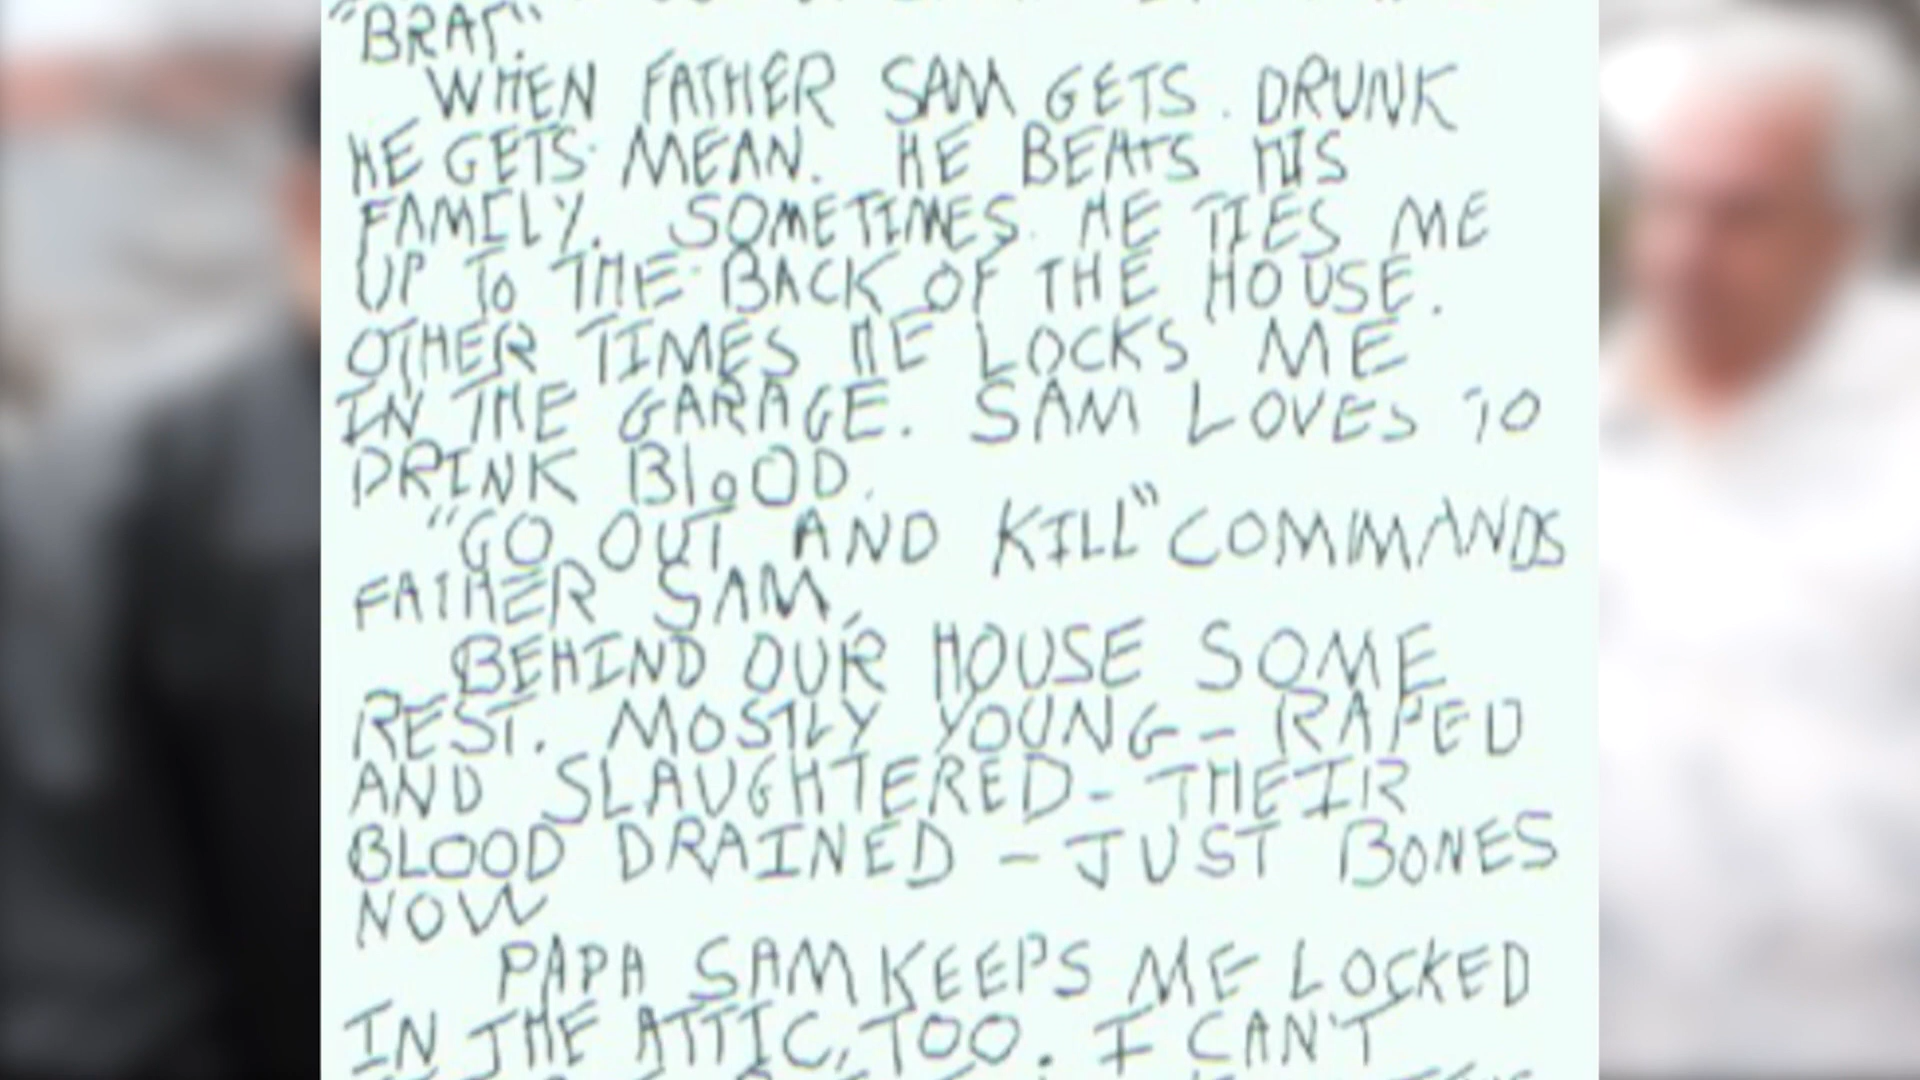 "BRAT".
WHEN FATHER SAM GETS DRUNK
HE GETS MEAN. HE BEATS HIS
FAMILY. SOMETIMES HE TIES ME
UP TO THE BACK OF THE HOUSE.
OTHER TIMES HE LOCKS ME
IN THE GARAGE. SAM LOVES TO
DRINK BlOOD.
"GO OUT AND KILL" COMMANDS
FATHER SAM.
BEHIND OUR HOUSE SOME
REST. MOSTLY YOUNG - RAPED
AND SLAUGHTERED - THEIR
BLOOD DRAINED - JUST BONES
NOW
PAPA SAM KEEPS ME LOCKED
IN THE ATTIC, TOO. I CAN'T